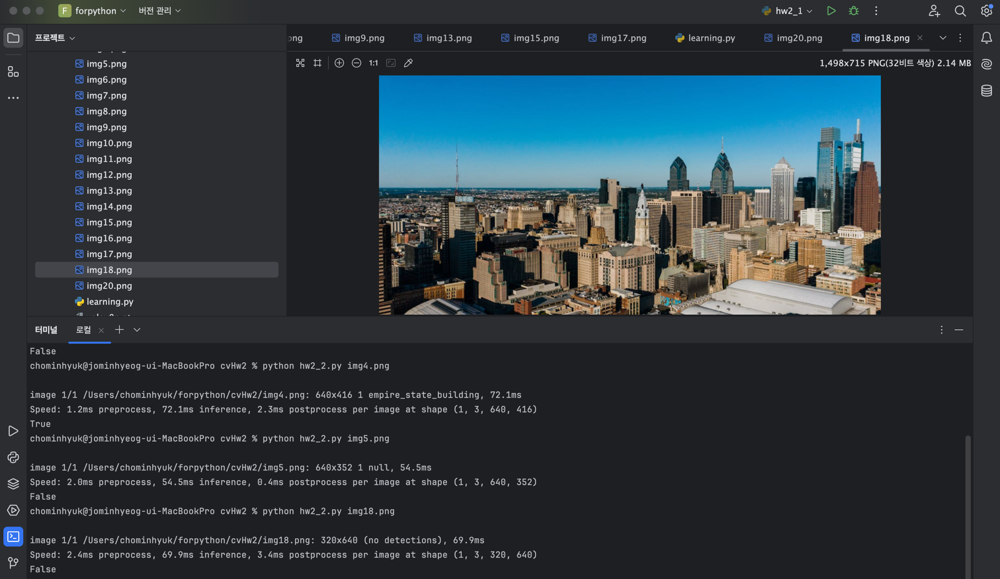 F forpython 버전 관리 hw2_1
프로젝트
png img9.png img13.png img15.png img17.png learning.py img20.png img18.png
1:1 1,498x715 PNG(32비트 색상) 2.14 MB
img5.png
img6.png
img7.png
img8.png
img9.png
img10.png
img11.png
img12.png
img13.png
img14.png
img15.png
img16.png
img17.png
img18.png
img20.png
learning.py
터미널 로컬
False
chominhyuk@jominhyeog-ui-MacBookPro cvHw2 % python hw2_2.py img4.png
image 1/1 /Users/chominhyuk/forpython/cvHw2/img4.png: 640x416 1 empire_state_building, 72.1ms
Speed: 1.2ms preprocess, 72.1ms inference, 2.3ms postprocess per image at shape (1, 3, 640, 416)
True
chominhyuk@jominhyeog-ui-MacBookPro cvHw2 % python hw2_2.py img5.png
image 1/1 /Users/chominhyuk/forpython/cvHw2/img5.png: 640x352 1 null, 54.5ms
Speed: 2.0ms preprocess, 54.5ms inference, 0.4ms postprocess per image at shape (1, 3, 640, 352)
False
chominhyuk@jominhyeog-ui-MacBookPro cvHw2 % python hw2_2.py img18.png
image 1/1 /Users/chominhyuk/forpython/cvHw2/img18.png: 320x640 (no detections), 69.9ms
Speed: 2.4ms preprocess, 69.9ms inference, 3.4ms postprocess per image at shape (1, 3, 320, 640)
False